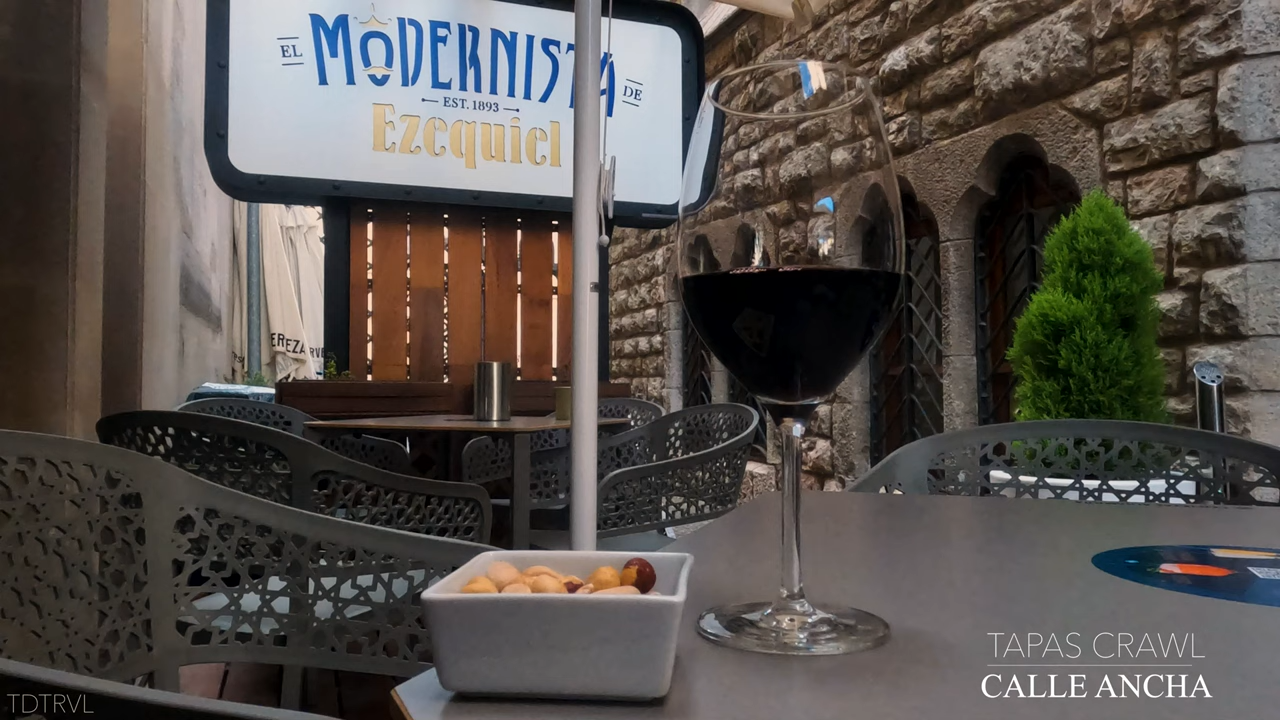 EL MODERNISTA DE
EST. 1893
Ezequiel
TAPAS CRAWL
CALLE ANCHA
TDTRVL